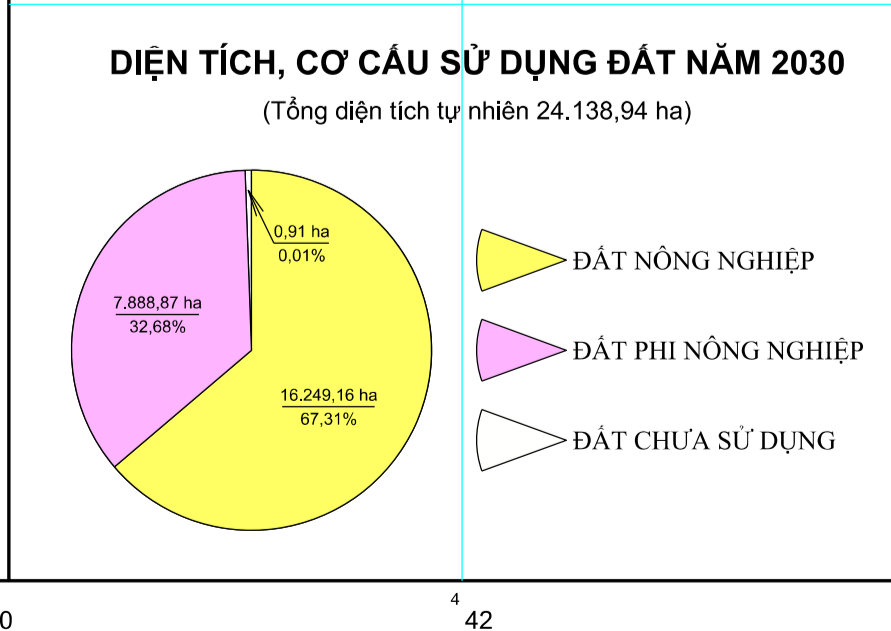 DIỆN TÍCH, CƠ CẤU SỬ DỤNG ĐẤT NĂM 2030
(Tổng diện tích tự nhiên 24.138,94 ha)
0,91 ha
0,01%
7.888,87 ha
32,68%
16.249,16 ha
67,31%
ĐẤT NÔNG NGHIỆP
ĐẤT PHI NÔNG NGHIỆP
ĐẤT CHƯA SỬ DỤNG
0
4
42